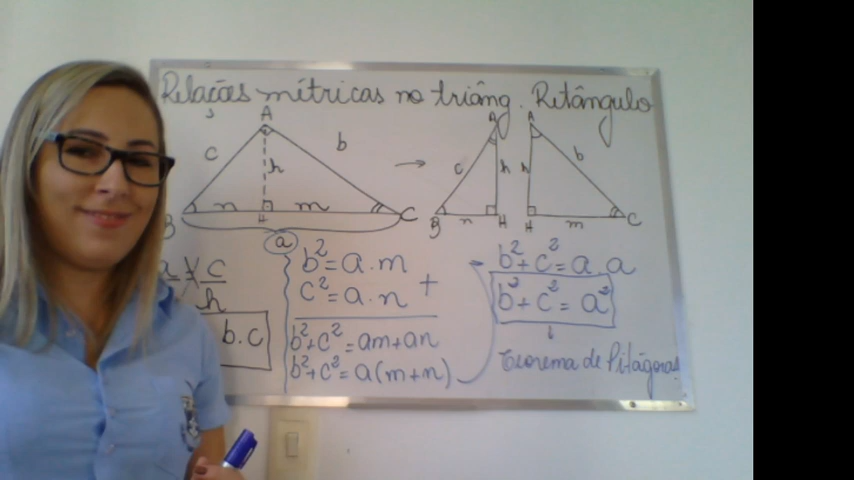 Relações métricas no triâng. Retângulo
A
c
b
h
n
H
m
B
C
a
A
c
h
B
n
H
A
h
b
H
m
C
c
h
b.c
b² = a.m
c² = a.n +
b²+c² = am+an
b²+c² = a(m+n)
b²+c² = a.a
b²+c² = a²
Teorema de Pitágoras